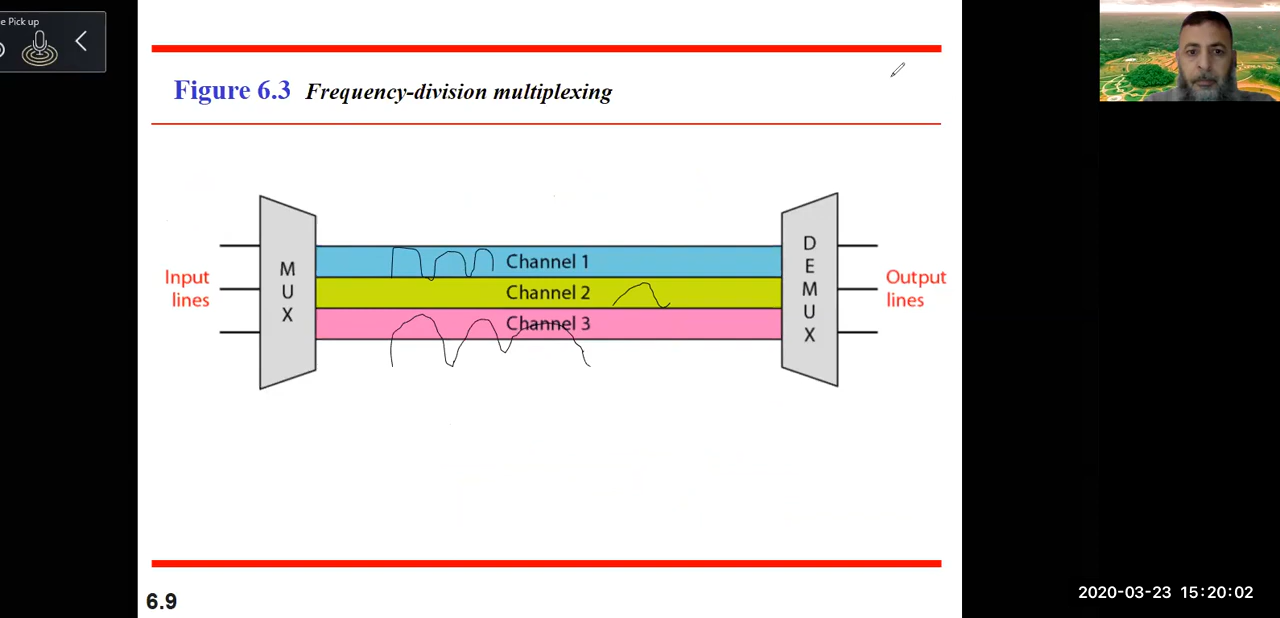 e Pick up
Figure 6.3 Frequency-division multiplexing
Input
lines
M
U
X
Channel 1
Channel 2
Channel 3
D
E
M
U
X
Output
lines
6.9
2020-03-23 15:20:02